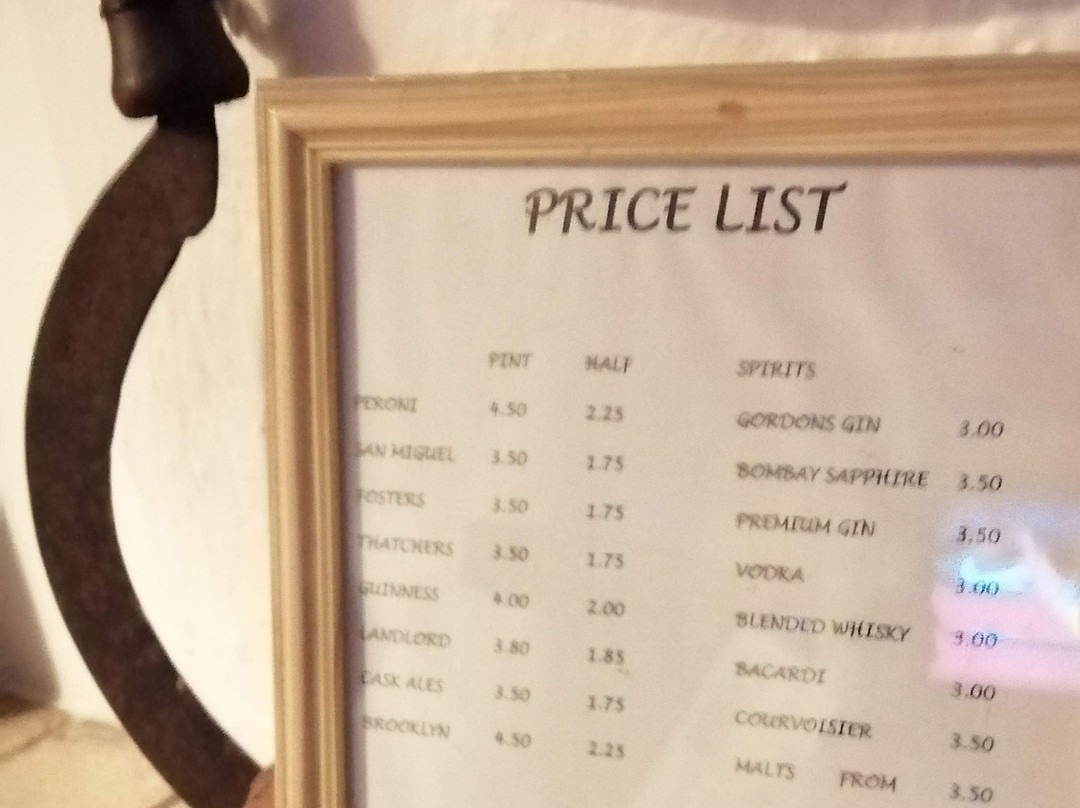 PRICE LIST
PINT HALF
PERONI 4.50 2.25
SAN MIGUEL 3.50 1.75
FOSTERS 3.50 1.75
THATCHERS 3.50 1.75
GUINNESS 4.00 2.00
LANDLORD 3.80 1.85
CASK ALES 3.50 1.75
BROOKLYN 4.50 2.25
SPIRITS
GORDONS GIN 3.00
BOMBAY SAPPHIRE 3.50
PREMIUM GIN 3.50
VODKA 3.00
BLENDED WHISKY 3.00
BACARDI 3.00
COURVOISIER 3.50
MALTS FROM 3.50